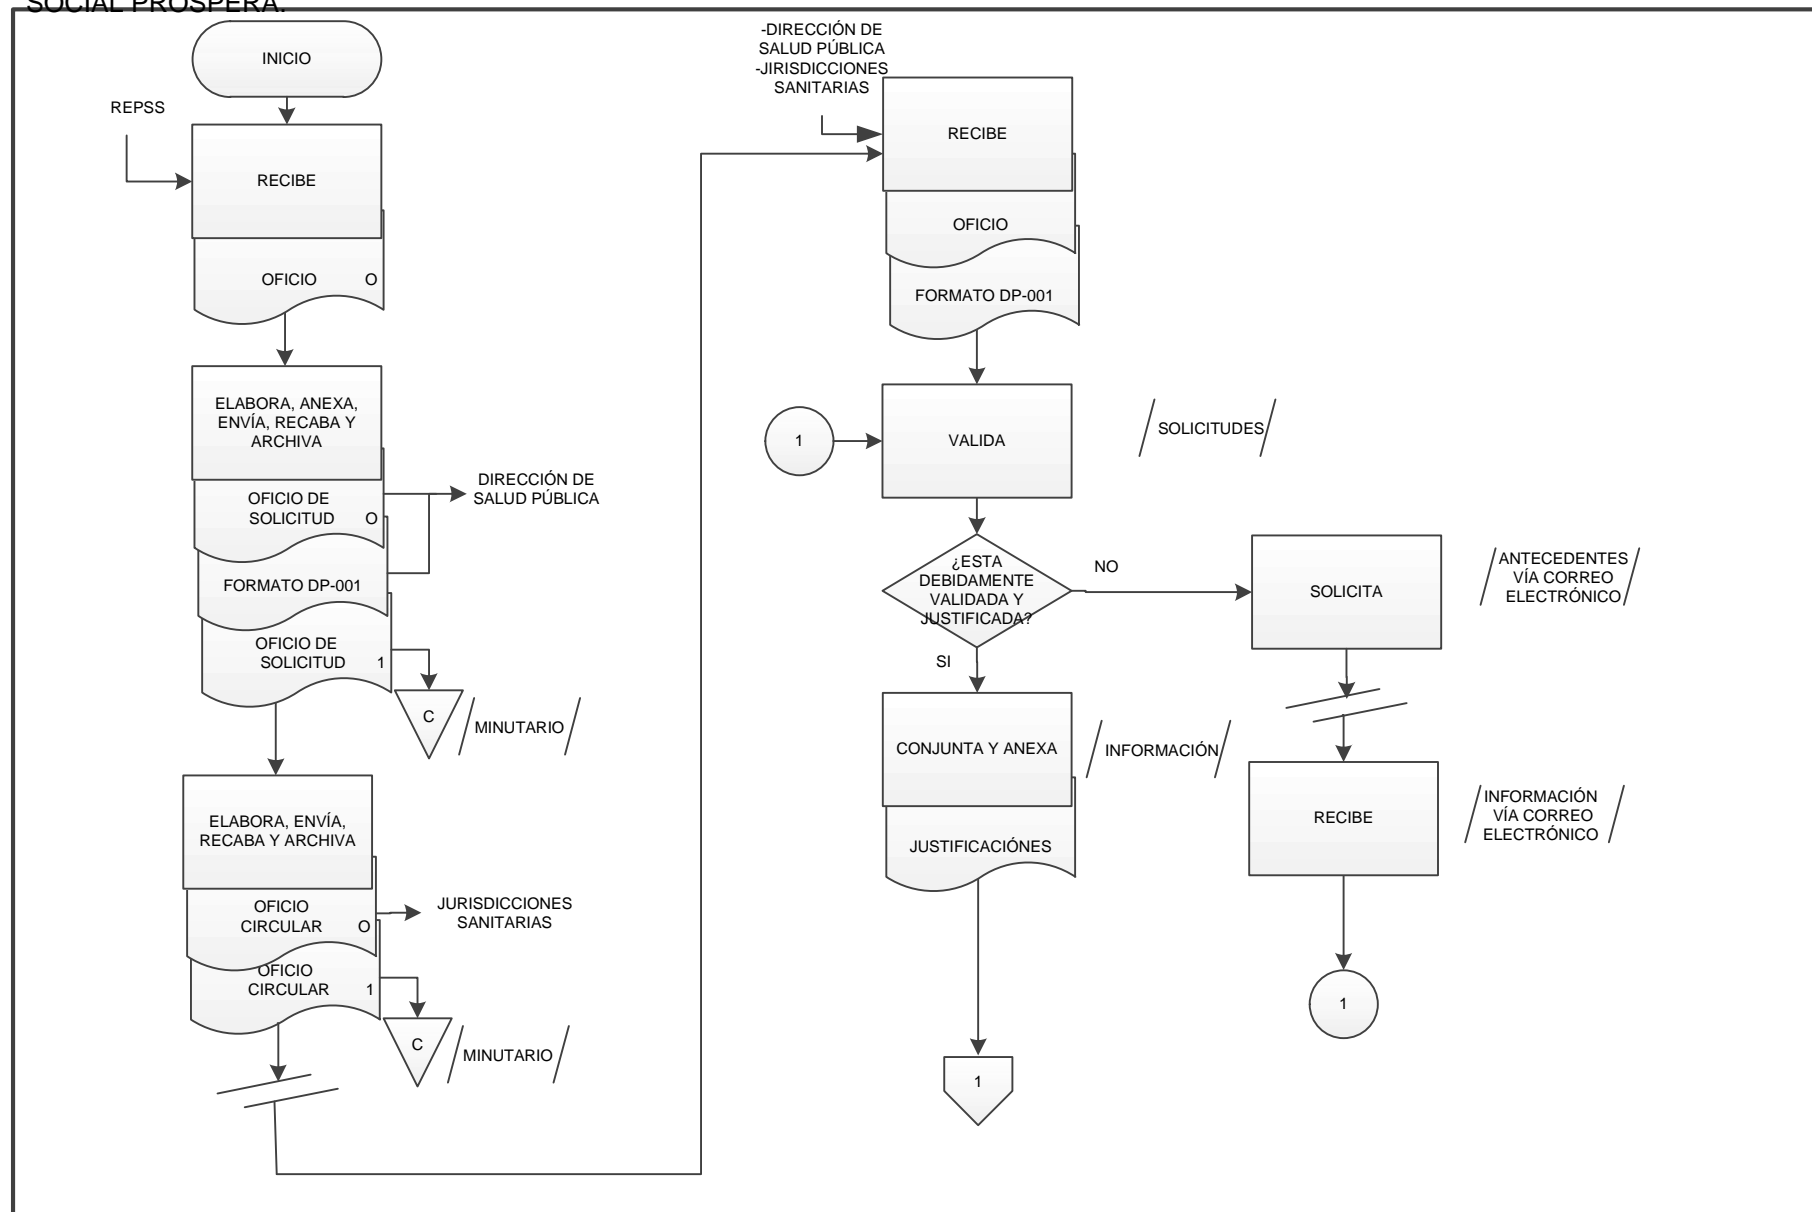 SOCIAL PROSPERA.
INICIO
REPSS
RECIBE
OFICIO O
ELABORA, ANEXA,
ENVÍA, RECABA Y
ARCHIVA
OFICIO DE
SOLICITUD O
DIRECCIÓN DE
SALUD PÚBLICA
FORMATO DP-001
OFICIO DE
SOLICITUD 1
C
MINUTARIO
ELABORA, ENVÍA,
RECABA Y ARCHIVA
OFICIO
CIRCULAR O
JURISDICCIONES
SANITARIAS
OFICIO
CIRCULAR 1
C
MINUTARIO
-DIRECCIÓN DE
SALUD PÚBLICA
-JIRISDICCIONES
SANITARIAS
RECIBE
OFICIO
FORMATO DP-001
1
VALIDA
SOLICITUDES
¿ESTA
DEBIDAMENTE
VALIDADA Y
JUSTIFICADA?
NO
SI
SOLICITA
ANTECEDENTES
VÍA CORREO
ELECTRÓNICO
CONJUNTA Y ANEXA
INFORMACIÓN
JUSTIFICACIÓNES
1
RECIBE
INFORMACIÓN
VÍA CORREO
ELECTRÓNICO
1